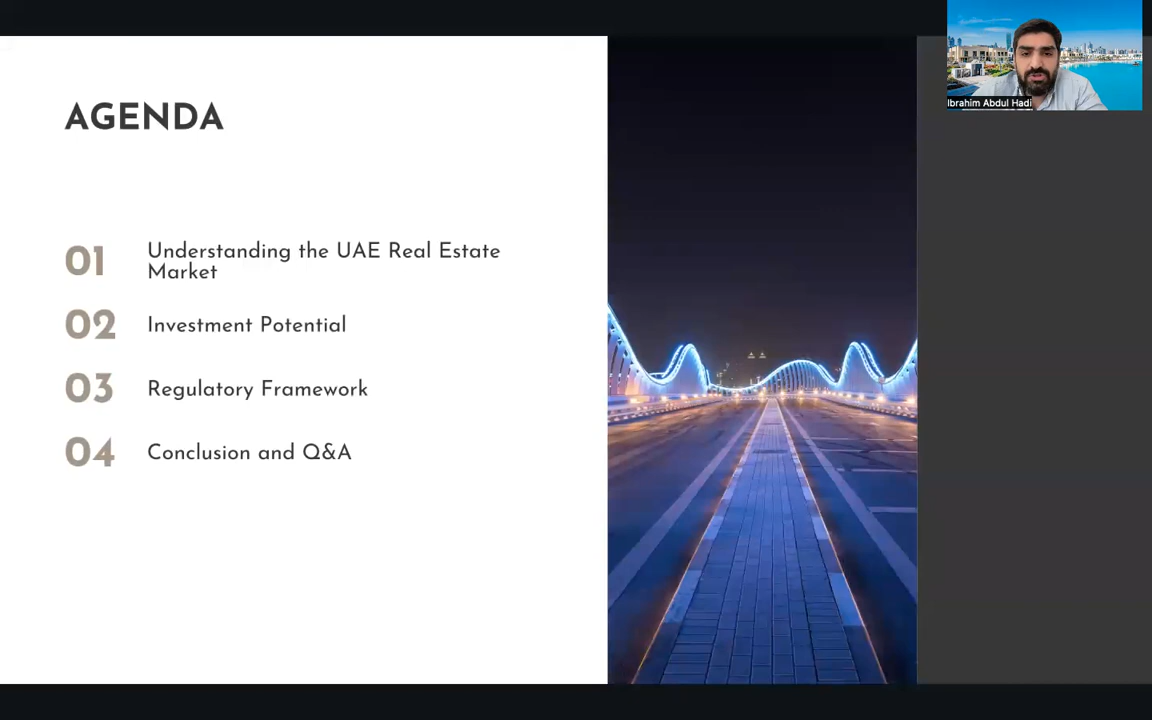 AGENDA
01
Understanding the UAE Real Estate
Market
02
Investment Potential
03
Regulatory Framework
04
Conclusion and Q&A
Ibrahim Abdul Hadi